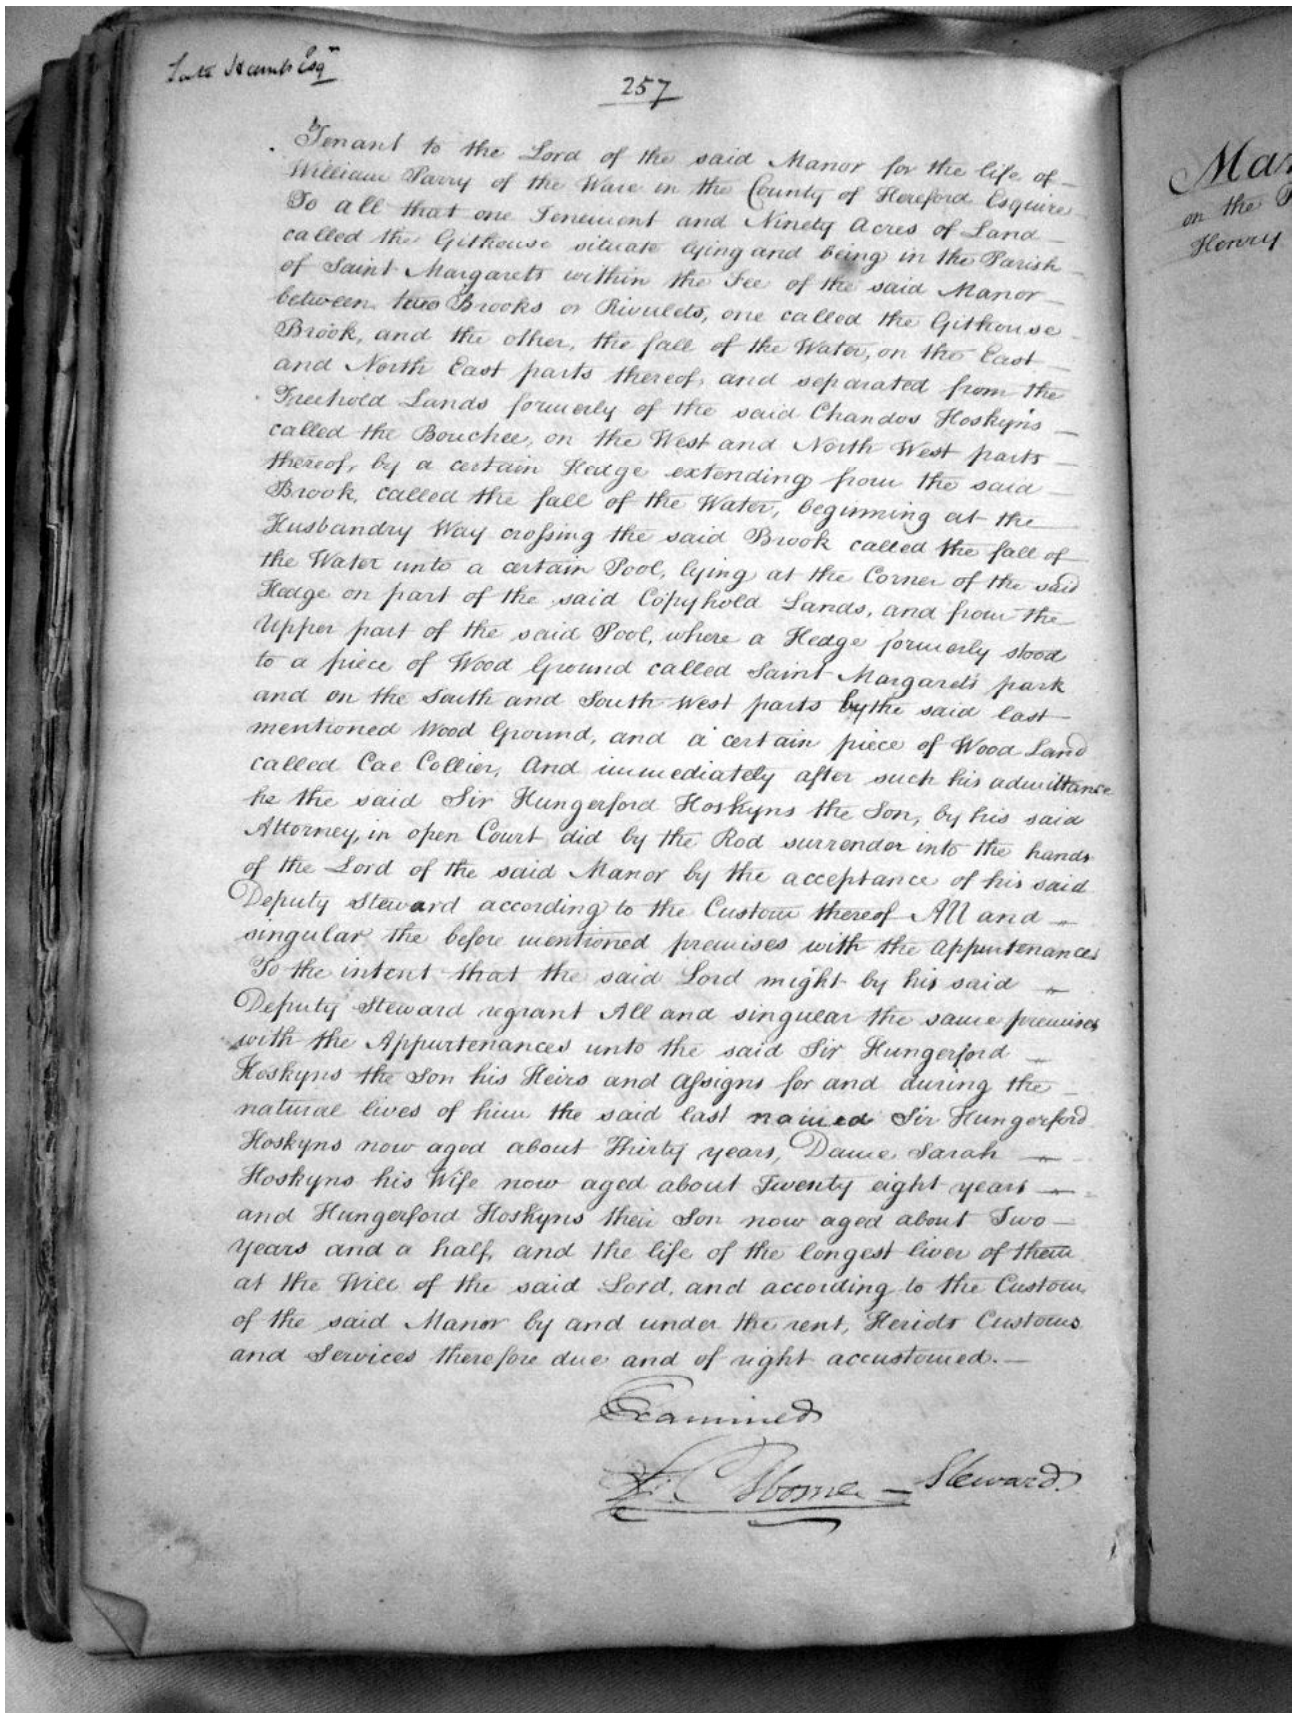 Esqr
257
Tenant to the Lord of the said Manor for the life of
William Parry of the Ware in the County of Hereford Esquire
To all that one Tenement and Ninety Acres of Land
called the Githouse situate lying and being in the Parish
of Saint Margarets within the Fee of the said Manor
between two Brooks or Rivulets, one called the Githouse
Brook, and the other, the fall of the Water, on the East
and North East parts thereof, and separated from the
Freehold Lands formerly of the said Chandos Hoskyns
called the Bouchee, on the West and North West parts
thereof, by a certain Hedge extending from the said
Brook, called the fall of the Water, beginning at the
Husbandry Way crossing the said Brook called the fall of
the Water unto a certain Pool, lying at the Corner of the said
Hedge on part of the said Copyhold Lands, and from the
Upper part of the said Pool, where a Hedge formerly stood
to a piece of Wood Ground called Saint Margarets park
and on the South and South West parts by the said last
mentioned Wood Ground, and a certain piece of Wood Land
called Cae Collier, And immediately after such his admittance
he the said Sir Hungerford Hoskyns the Son, by his said
Attorney, in open Court did by the Rod surrender into the hands
of the Lord of the said Manor by the acceptance of his said
Deputy Steward according to the Custom thereof All and
singular the before mentioned premises with the appurtenances
To the intent that the said Lord might by his said
Deputy Steward regrant All and singular the same premises
with the Appurtenances unto the said Sir Hungerford
Hoskyns the Son his Heirs and Assigns for and during the
natural lives of him the said last named Sir Hungerford
Hoskyns now aged about Thirty years, Dame Sarah
Hoskyns his Wife now aged about Twenty eight years
and Hungerford Hoskyns their Son now aged about Two
Years and a half, and the life of the longest liver of them
at the Will of the said Lord, and according to the Custom
of the said Manor by and under the rent, Heriots Customs
and Services therefore due and of right accustomed.
Examined
Steward
Man
on the
Henry